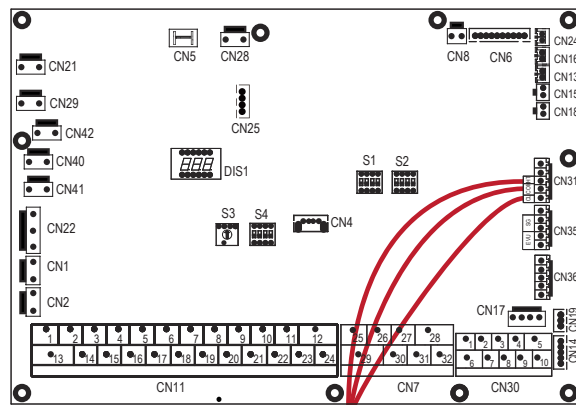 CN5
CN28
CN8
CN6
CN24
CN16
CN13
CN15
CN18
CN21
CN29
CN25
CN42
CN40
CN41
DIS1
S1
S2
CN31
CN22
S3
S4
CN4
SG
EVU
CN35
CN1
CN36
CN2
CN17
CN19
CN14
1 2 3 4 5 6 7 8 9 10 11 12
25 26 27 28
1 2 3 4 5
13 14 15 16 17 18 19 20 21 22 23 24
29 30 31 32
6 7 8 9 10
CN11
CN7
CN30